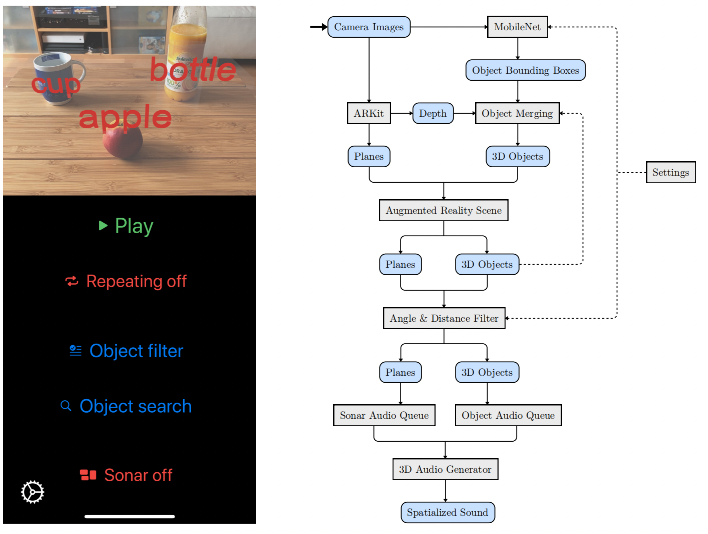 cup
bottle
apple
Play
Repeating off
Object filter
Object search
Sonar off
Camera Images
MobileNet
Object Bounding Boxes
ARKit
Depth
Object Merging
Planes
3D Objects
Settings
Augmented Reality Scene
Planes
3D Objects
Angle & Distance Filter
Planes
3D Objects
Sonar Audio Queue
Object Audio Queue
3D Audio Generator
Spatialized Sound